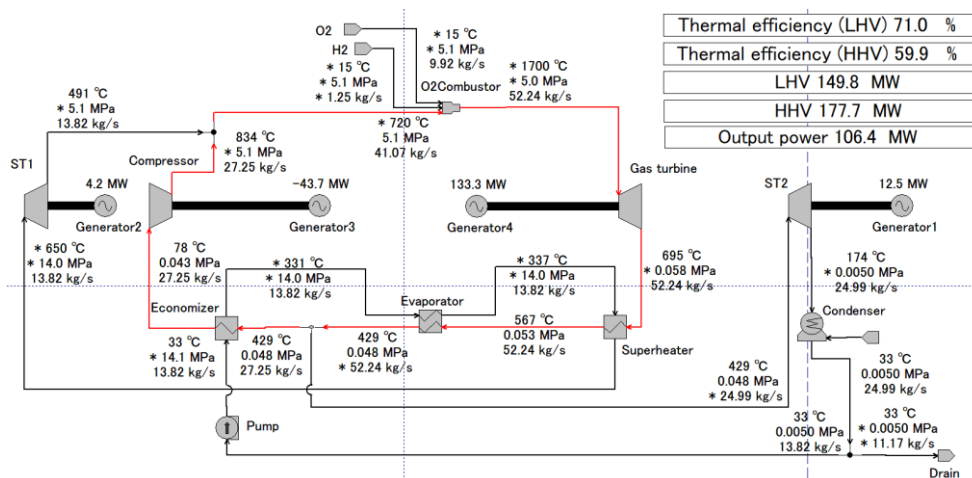 Thermal efficiency (LHV) 71.0 %
Thermal efficiency (HHV) 59.9 %
LHV 149.8 MW
HHV 177.7 MW
Output power 106.4 MW
O2
* 15 ℃
* 5.1 MPa
9.92 kg/s
H2
* 15 ℃
* 5.1 MPa
* 1.25 kg/s
O2Combustor
* 1700 ℃
* 5.0 MPa
52.24 kg/s
491 ℃
* 5.1 MPa
13.82 kg/s
* 720 ℃
5.1 MPa
41.07 kg/s
834 ℃
* 5.1 MPa
27.25 kg/s
ST1
Compressor
Gas turbine
ST2
4.2 MW
Generator2
-43.7 MW
Generator3
133.3 MW
Generator4
12.5 MW
Generator1
* 650 ℃
* 14.0 MPa
13.82 kg/s
78 ℃
0.043 MPa
27.25 kg/s
* 331 ℃
* 14.0 MPa
13.82 kg/s
* 337 ℃
* 14.0 MPa
13.82 kg/s
695 ℃
* 0.058 MPa
52.24 kg/s
174 ℃
* 0.0050 MPa
24.99 kg/s
Economizer
Evaporator
Superheater
Condenser
33 ℃
* 14.1 MPa
13.82 kg/s
429 ℃
0.048 MPa
27.25 kg/s
429 ℃
0.048 MPa
* 52.24 kg/s
567 ℃
0.053 MPa
52.24 kg/s
429 ℃
0.048 MPa
* 24.99 kg/s
33 ℃
0.0050 MPa
24.99 kg/s
Pump
33 ℃
0.0050 MPa
13.82 kg/s
33 ℃
* 0.0050 MPa
* 11.17 kg/s
Drain